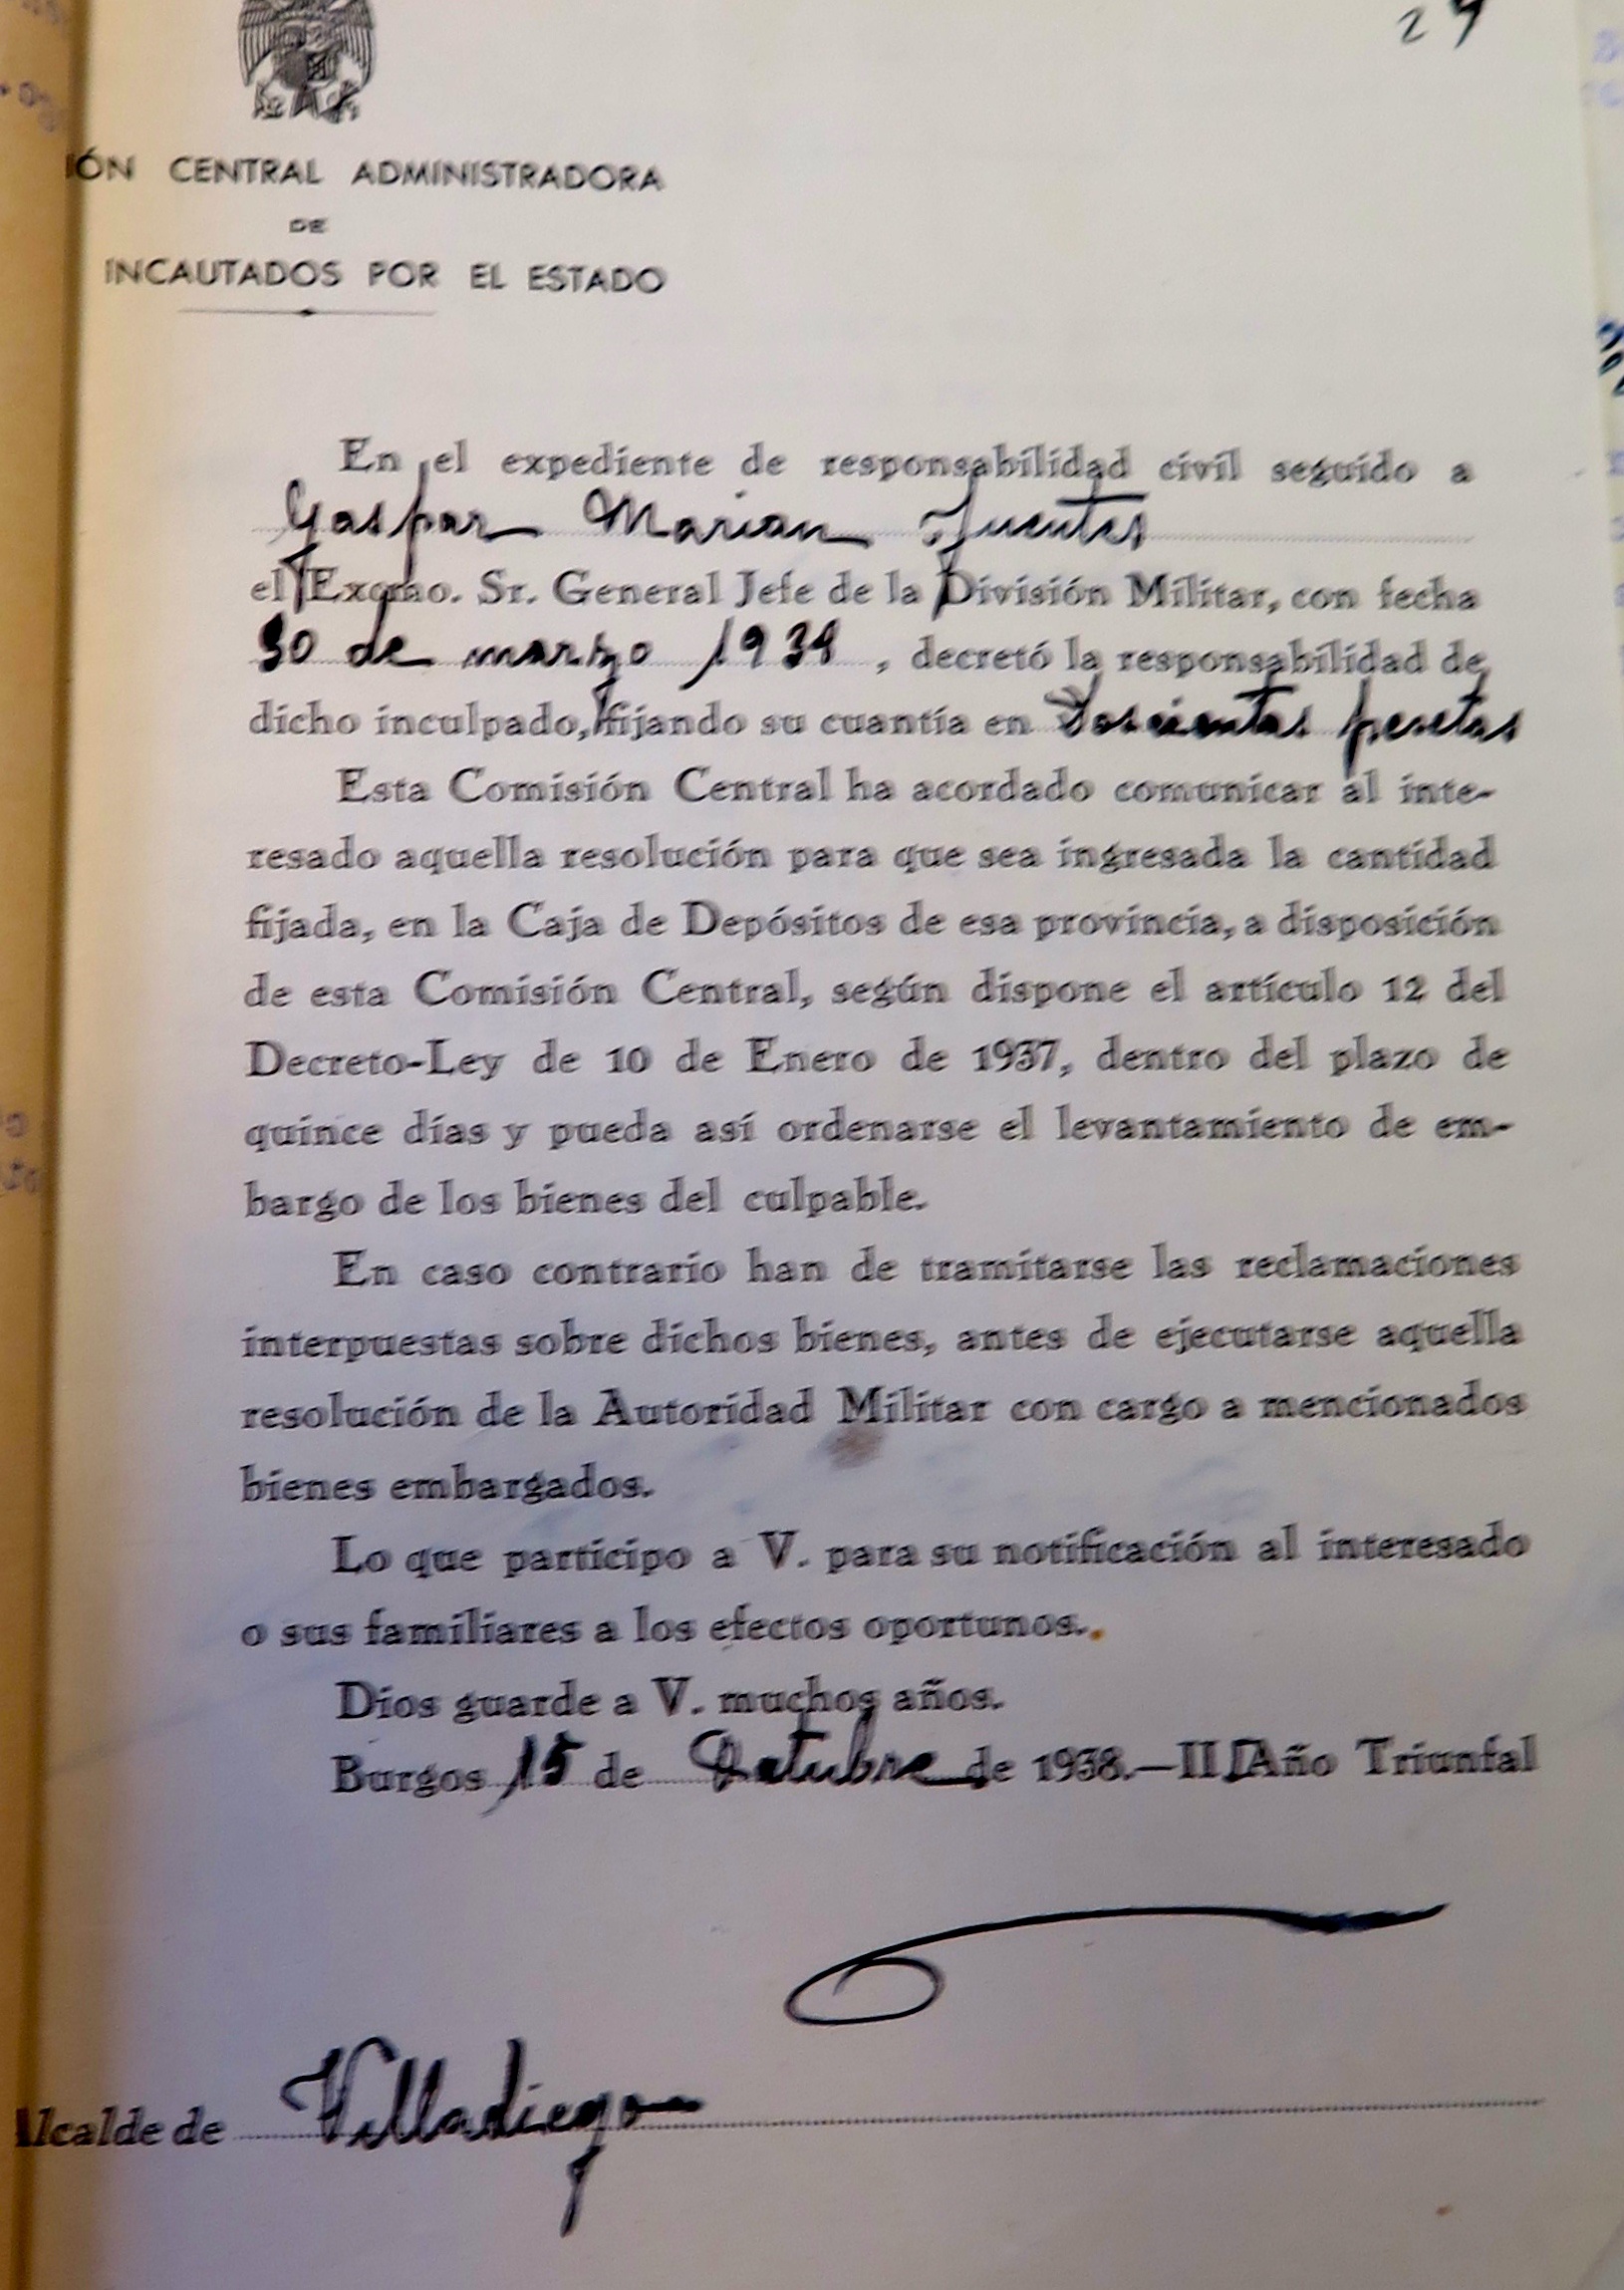 24
IÓN CENTRAL ADMINISTRADORA
DE
INCAUTADOS POR EL ESTADO
En el expediente de responsabilidad civil seguido a
Gaspar Marian Fuentes
el Excmo. Sr. General Jefe de la División Militar, con fecha
30 de marzo 1938, decretó la responsabilidad de
dicho inculpado, fijando su cuantía en Doscientas pesetas
Esta Comisión Central ha acordado comunicar al inte-
resado aquella resolución para que sea ingresada la cantidad
fijada, en la Caja de Depósitos de esa provincia, a disposición
de esta Comisión Central, según dispone el artículo 12 del
Decreto-Ley de 10 de Enero de 1937, dentro del plazo de
quince días y pueda así ordenarse el levantamiento de em-
bargo de los bienes del culpable.
En caso contrario han de tramitarse las reclamaciones
interpuestas sobre dichos bienes, antes de ejecutarse aquella
resolución de la Autoridad Militar con cargo a mencionados
bienes embargados.
Lo que participo a V. para su notificación al interesado
o sus familiares a los efectos oportunos.
Dios guarde a V. muchos años.
Burgos 15 de Octubre de 1938.—III Año Triunfal
Alcalde de Villadiego